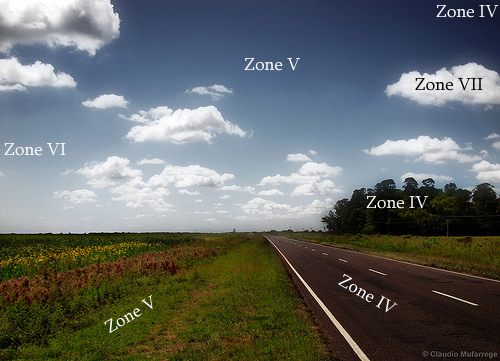 Zone IV
Zone V
Zone VII
Zone VI
Zone IV
Zone IV
Zone V
© Claudio Mufarrege